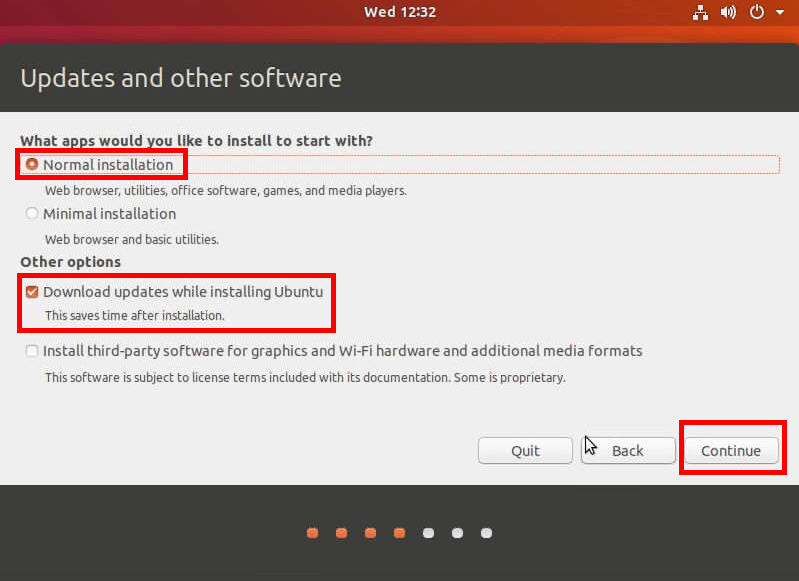 Wed 12:32
Updates and other software
What apps would you like to install to start with?
Normal installation
Web browser, utilities, office software, games, and media players.
Minimal installation
Web browser and basic utilities.
Other options
Download updates while installing Ubuntu
This saves time after installation.
Install third-party software for graphics and Wi-Fi hardware and additional media formats
This software is subject to license terms included with its documentation. Some is proprietary.
Quit Back Continue